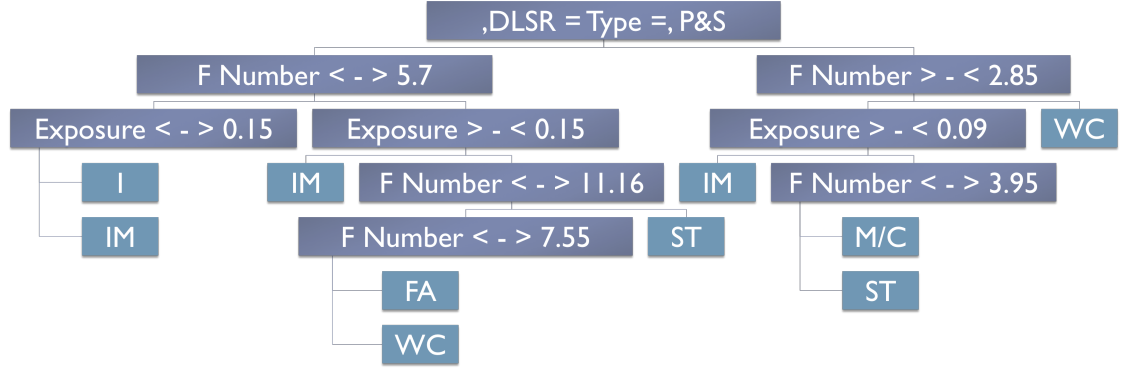 ,DLSR = Type =, P&S
F Number < - > 5.7
F Number > - < 2.85
Exposure < - > 0.15
Exposure > - < 0.15
Exposure > - < 0.09
WC
I
IM
F Number < - > 11.16
IM
F Number < - > 3.95
IM
F Number < - > 7.55
ST
M/C
FA
ST
WC